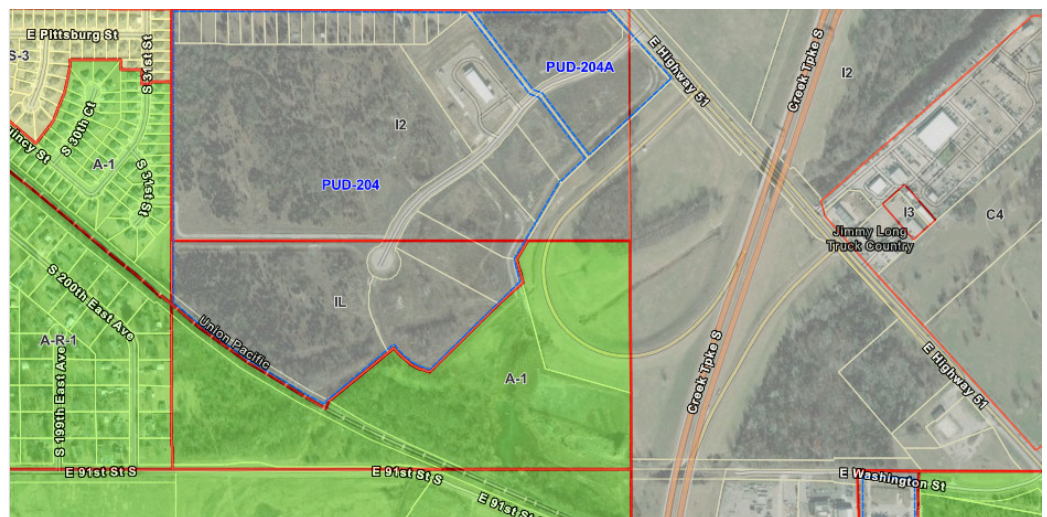 E Pittsburg St
S-3
S 31st St
PUD-204A
E Highway 51
Creek Tpke S
I2
I2
S 30th Ct
A-1
S 31st St
PUD-204
I3
C4
Jimmy Long
Truck Country
S 200th East Ave
IL
Union Pacific
A-R-1
S 199th East Ave
A-1
Creek Tpke S
E Highway 51
E 91st St S
E 91st St S
E 91st St S
E Washington St